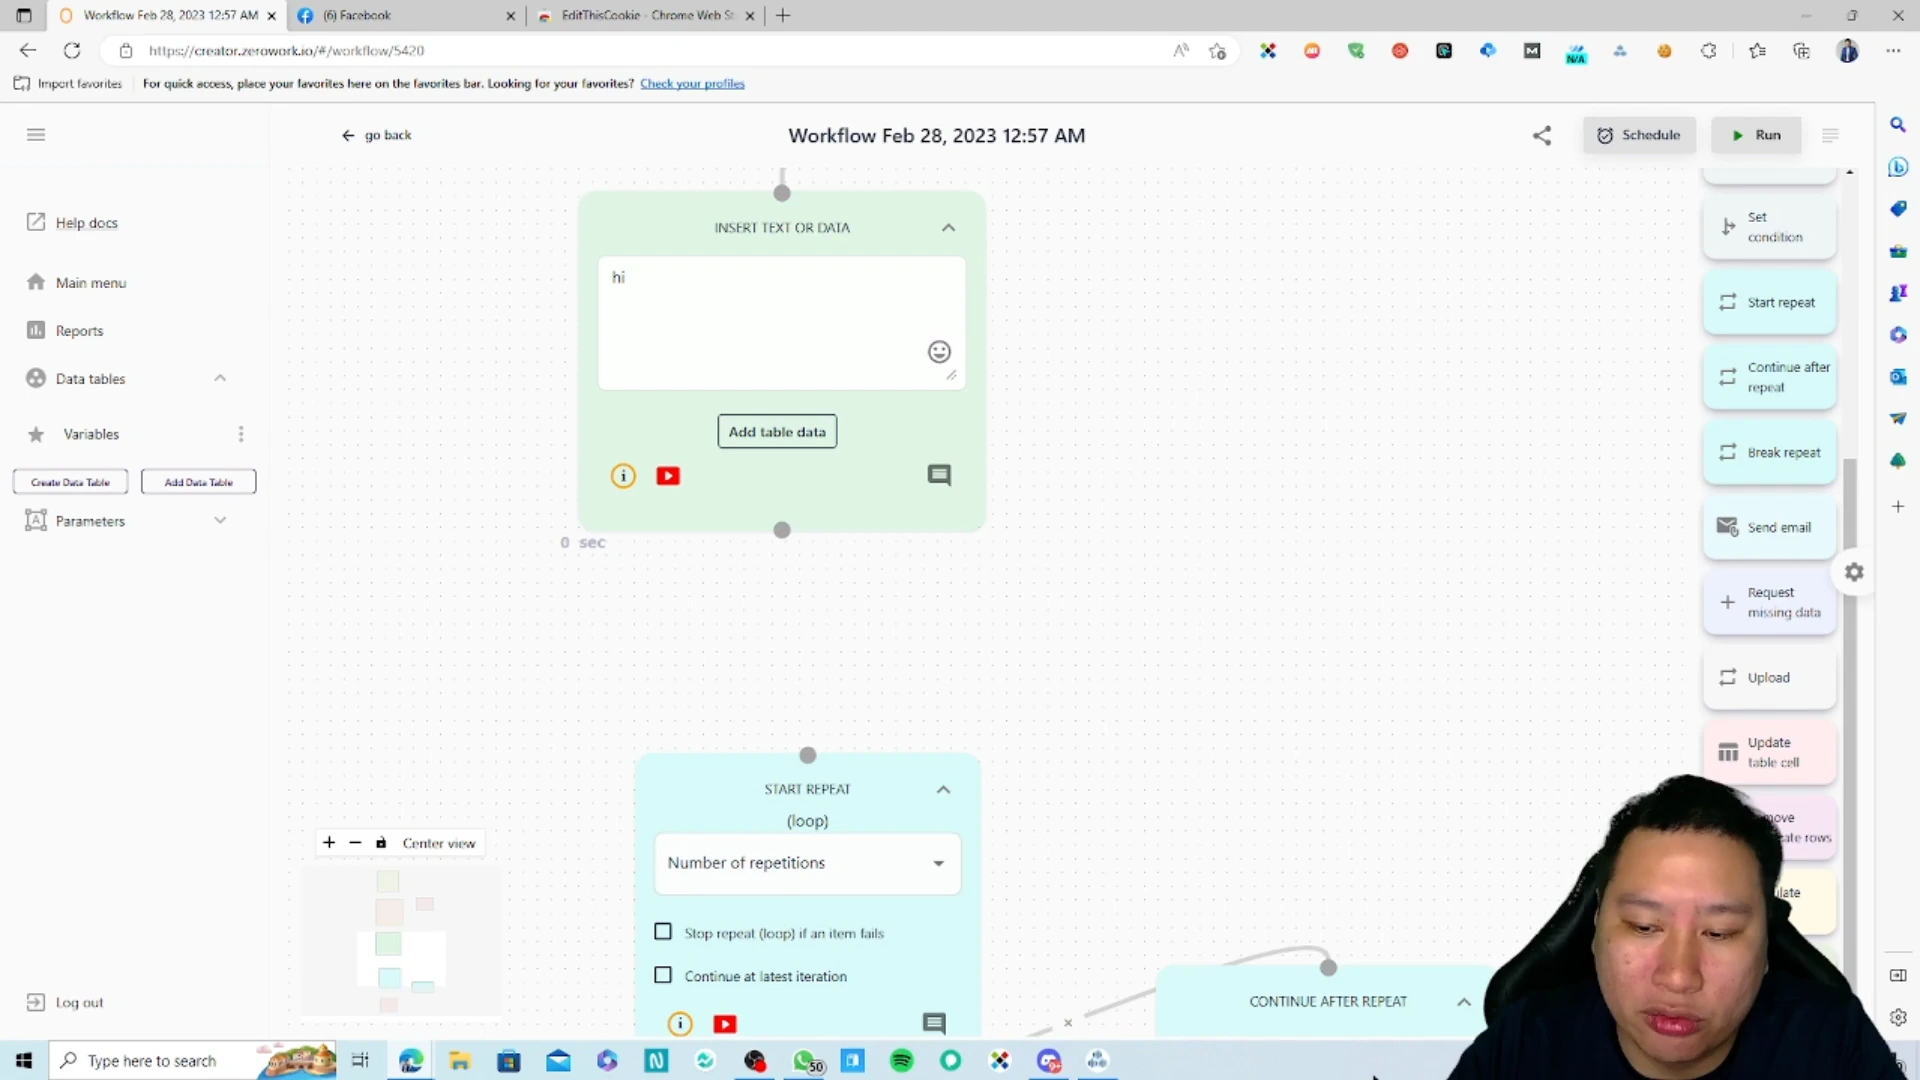 Workflow Feb 28, 2023 12:57 AM
(6) Facebook
EditThisCookie - Chrome Web St
https://creator.zerowork.io/#/workflow/5420
N/A
Import favorites
For quick access, place your favorites here on the favorites bar. Looking for your favorites? Check your profiles
go back
Workflow Feb 28, 2023 12:57 AM
Schedule
Run
Help docs
Main menu
Reports
Data tables
Variables
Create Data Table
Add Data Table
Parameters
Log out
INSERT TEXT OR DATA
hi
Add table data
0 sec
START REPEAT
(loop)
Number of repetitions
Stop repeat (loop) if an item fails
Continue at latest iteration
CONTINUE AFTER REPEAT
Center view
Set
condition
Start repeat
Continue after
repeat
Break repeat
Send email
Request
missing data
Upload
Update
table cell
rows
Type here to search
50
9+